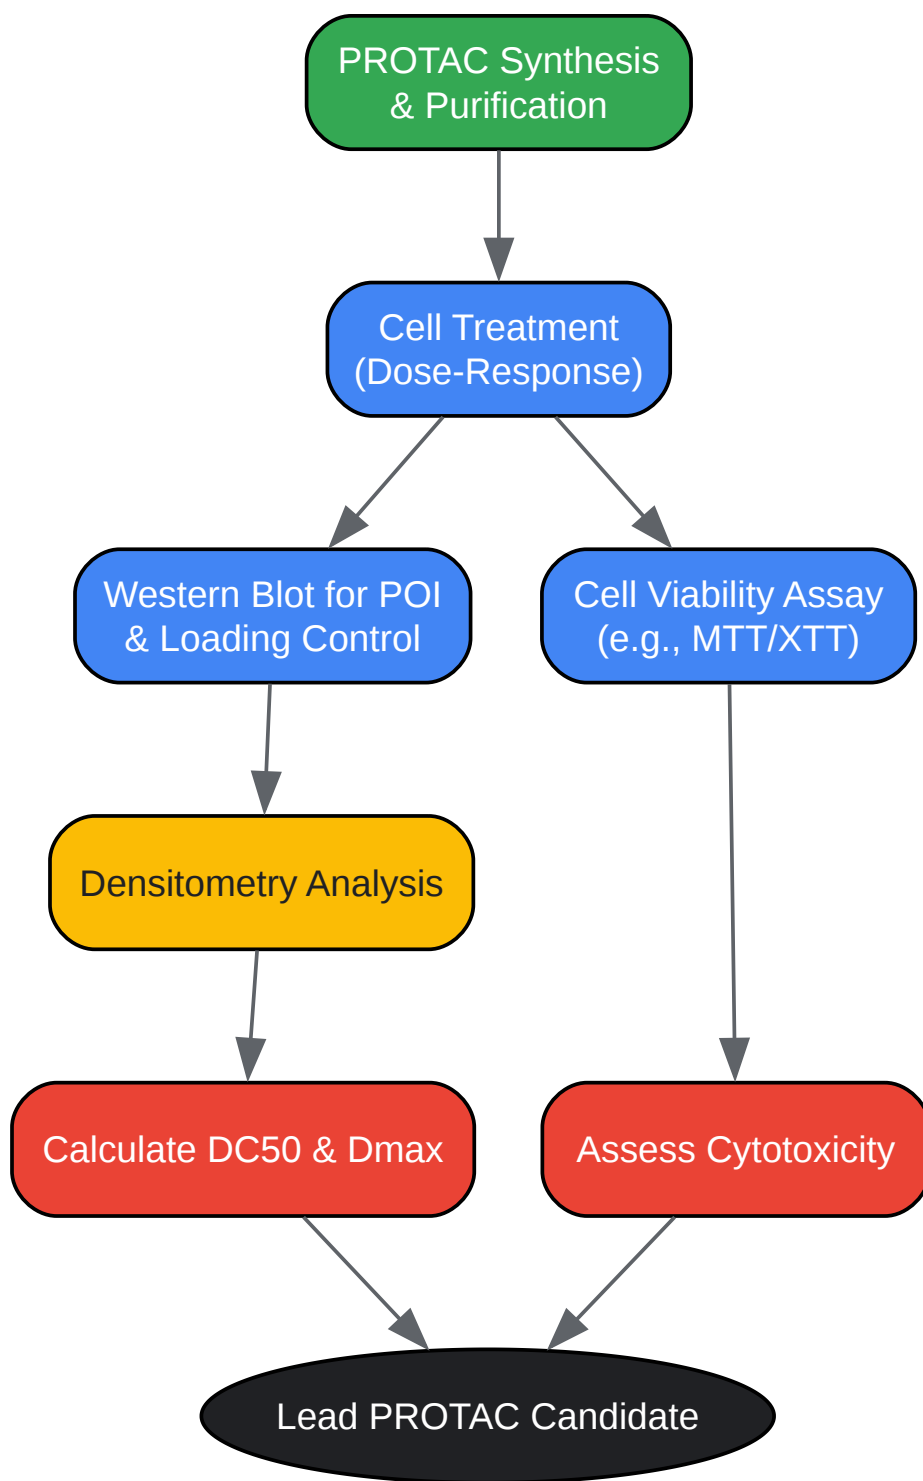 PROTAC Synthesis
& Purification
Cell Treatment
(Dose-Response)
Western Blot for POI
& Loading Control
Cell Viability Assay
(e.g., MTT/XTT)
Densitometry Analysis
Calculate DC50 & Dmax
Assess Cytotoxicity
Lead PROTAC Candidate